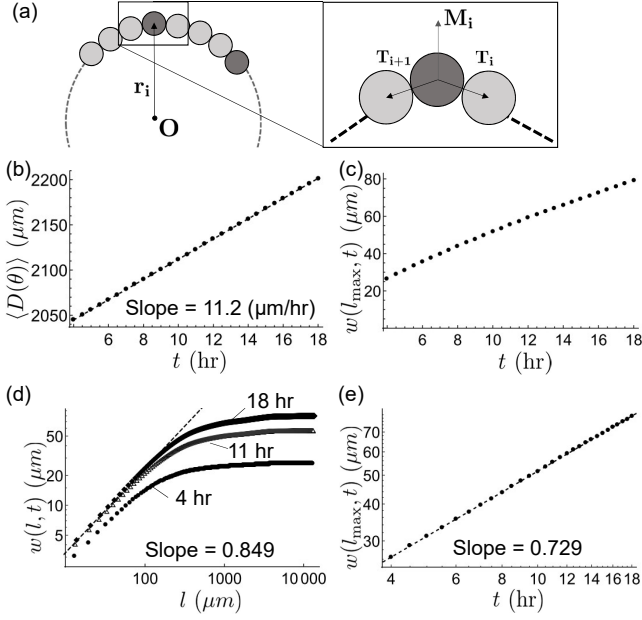 (a)
M_i
T_{i+1}
T_i
r_i
O
(b)
2200
2150
2100
2050
⟨D(θ)⟩ (μm)
Slope = 11.2 (μm/hr)
6 8 10 12 14 16 18
t (hr)
(c)
80
60
40
20
w(l_max, t) (μm)
6 8 10 12 14 16 18
t (hr)
(d)
50
20
10
5
w(l, t) (μm)
18 hr
11 hr
4 hr
Slope = 0.849
100 1000 10000
l (μm)
(e)
70
60
50
40
30
w(l_max, t) (μm)
Slope = 0.729
4 6 8 10 12 14 16 18
t (hr)